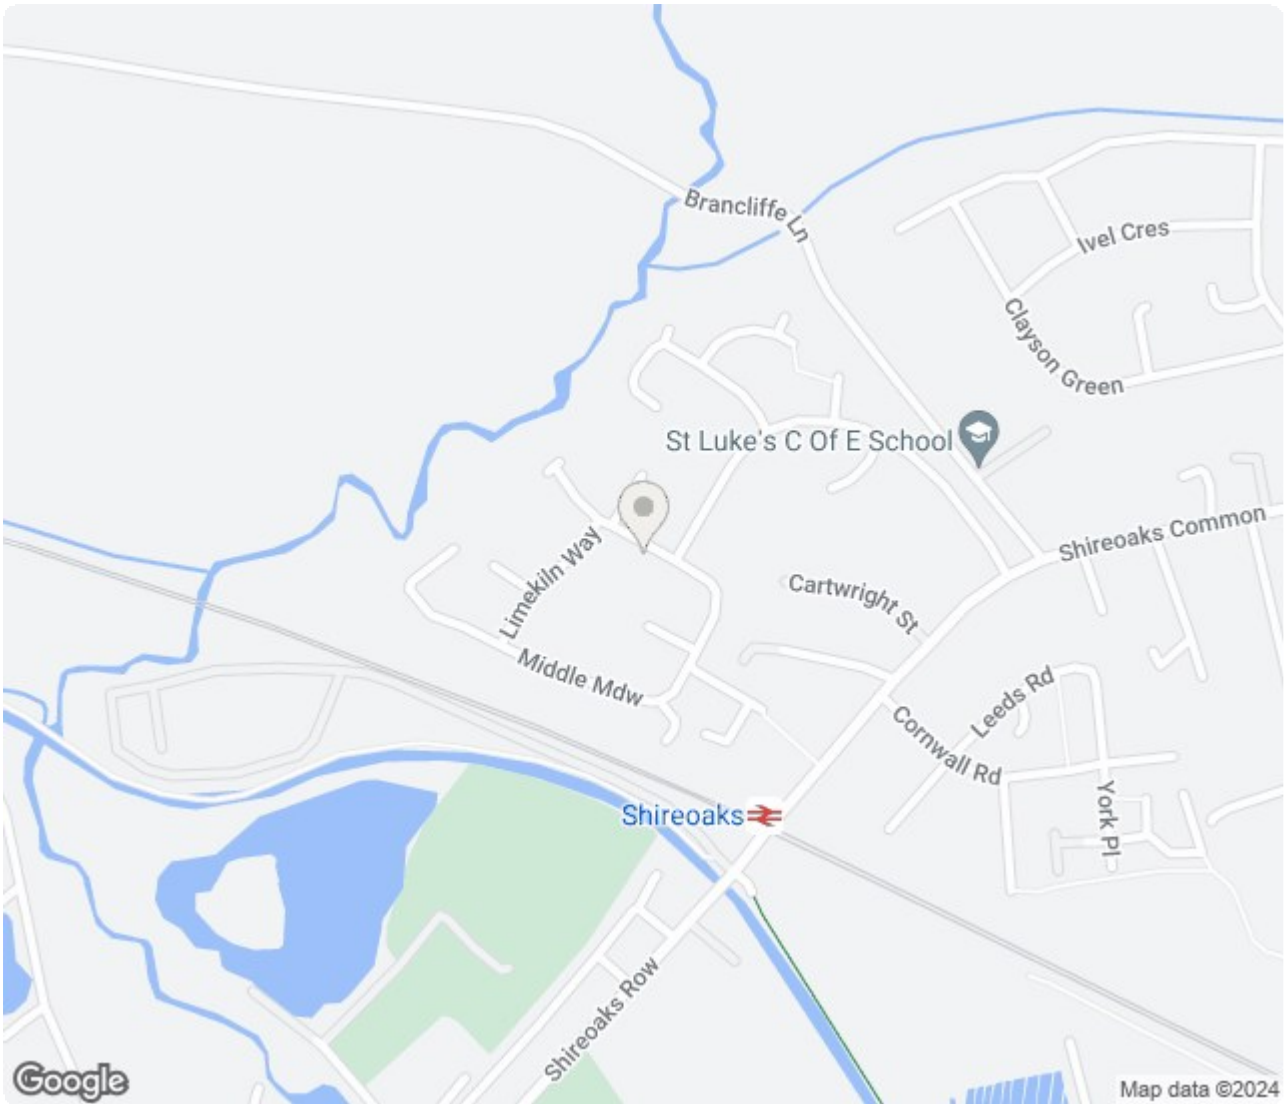 Brancliffe Ln
Ivel Cres
Clayson Green
St Luke's C Of E School
Shireoaks Common
Limekiln Way
Cartwright St
Middle Mdw
Leeds Rd
Cornwall Rd
York Pl
Shireoaks
Shireoaks Row
Google
Map data ©2024